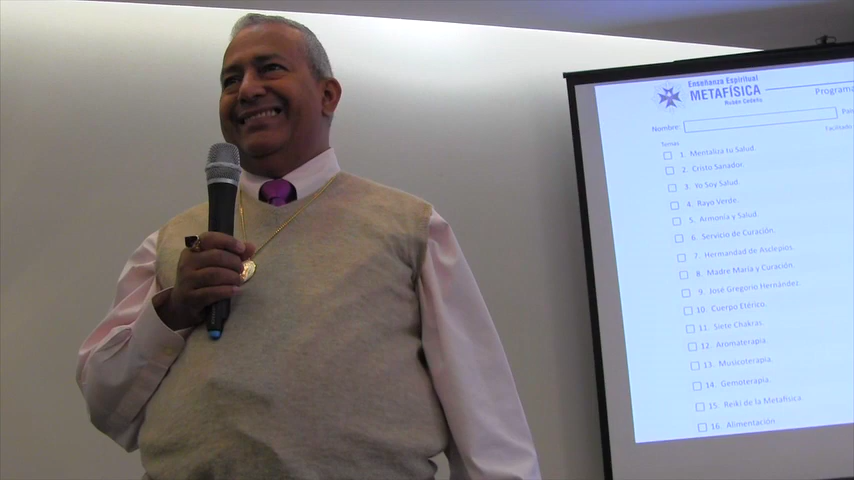 Enseñanza Espiritual
METAFÍSICA
Rubén Cedeño
Programa
Nombre:
Facilitado
Temas
1. Mentaliza tu Salud.
2. Cristo Sanador.
3. Yo Soy Salud.
4. Rayo Verde.
5. Armonía y Salud.
6. Servicio de Curación.
7. Hermandad de Asclepios.
8. Madre María y Curación.
9. José Gregorio Hernández.
10. Cuerpo Etérico.
11. Siete Chakras.
12. Aromaterapia.
13. Musicoterapia.
14. Gemoterapia.
15. Reiki de la Metafísica
16. Alimentación